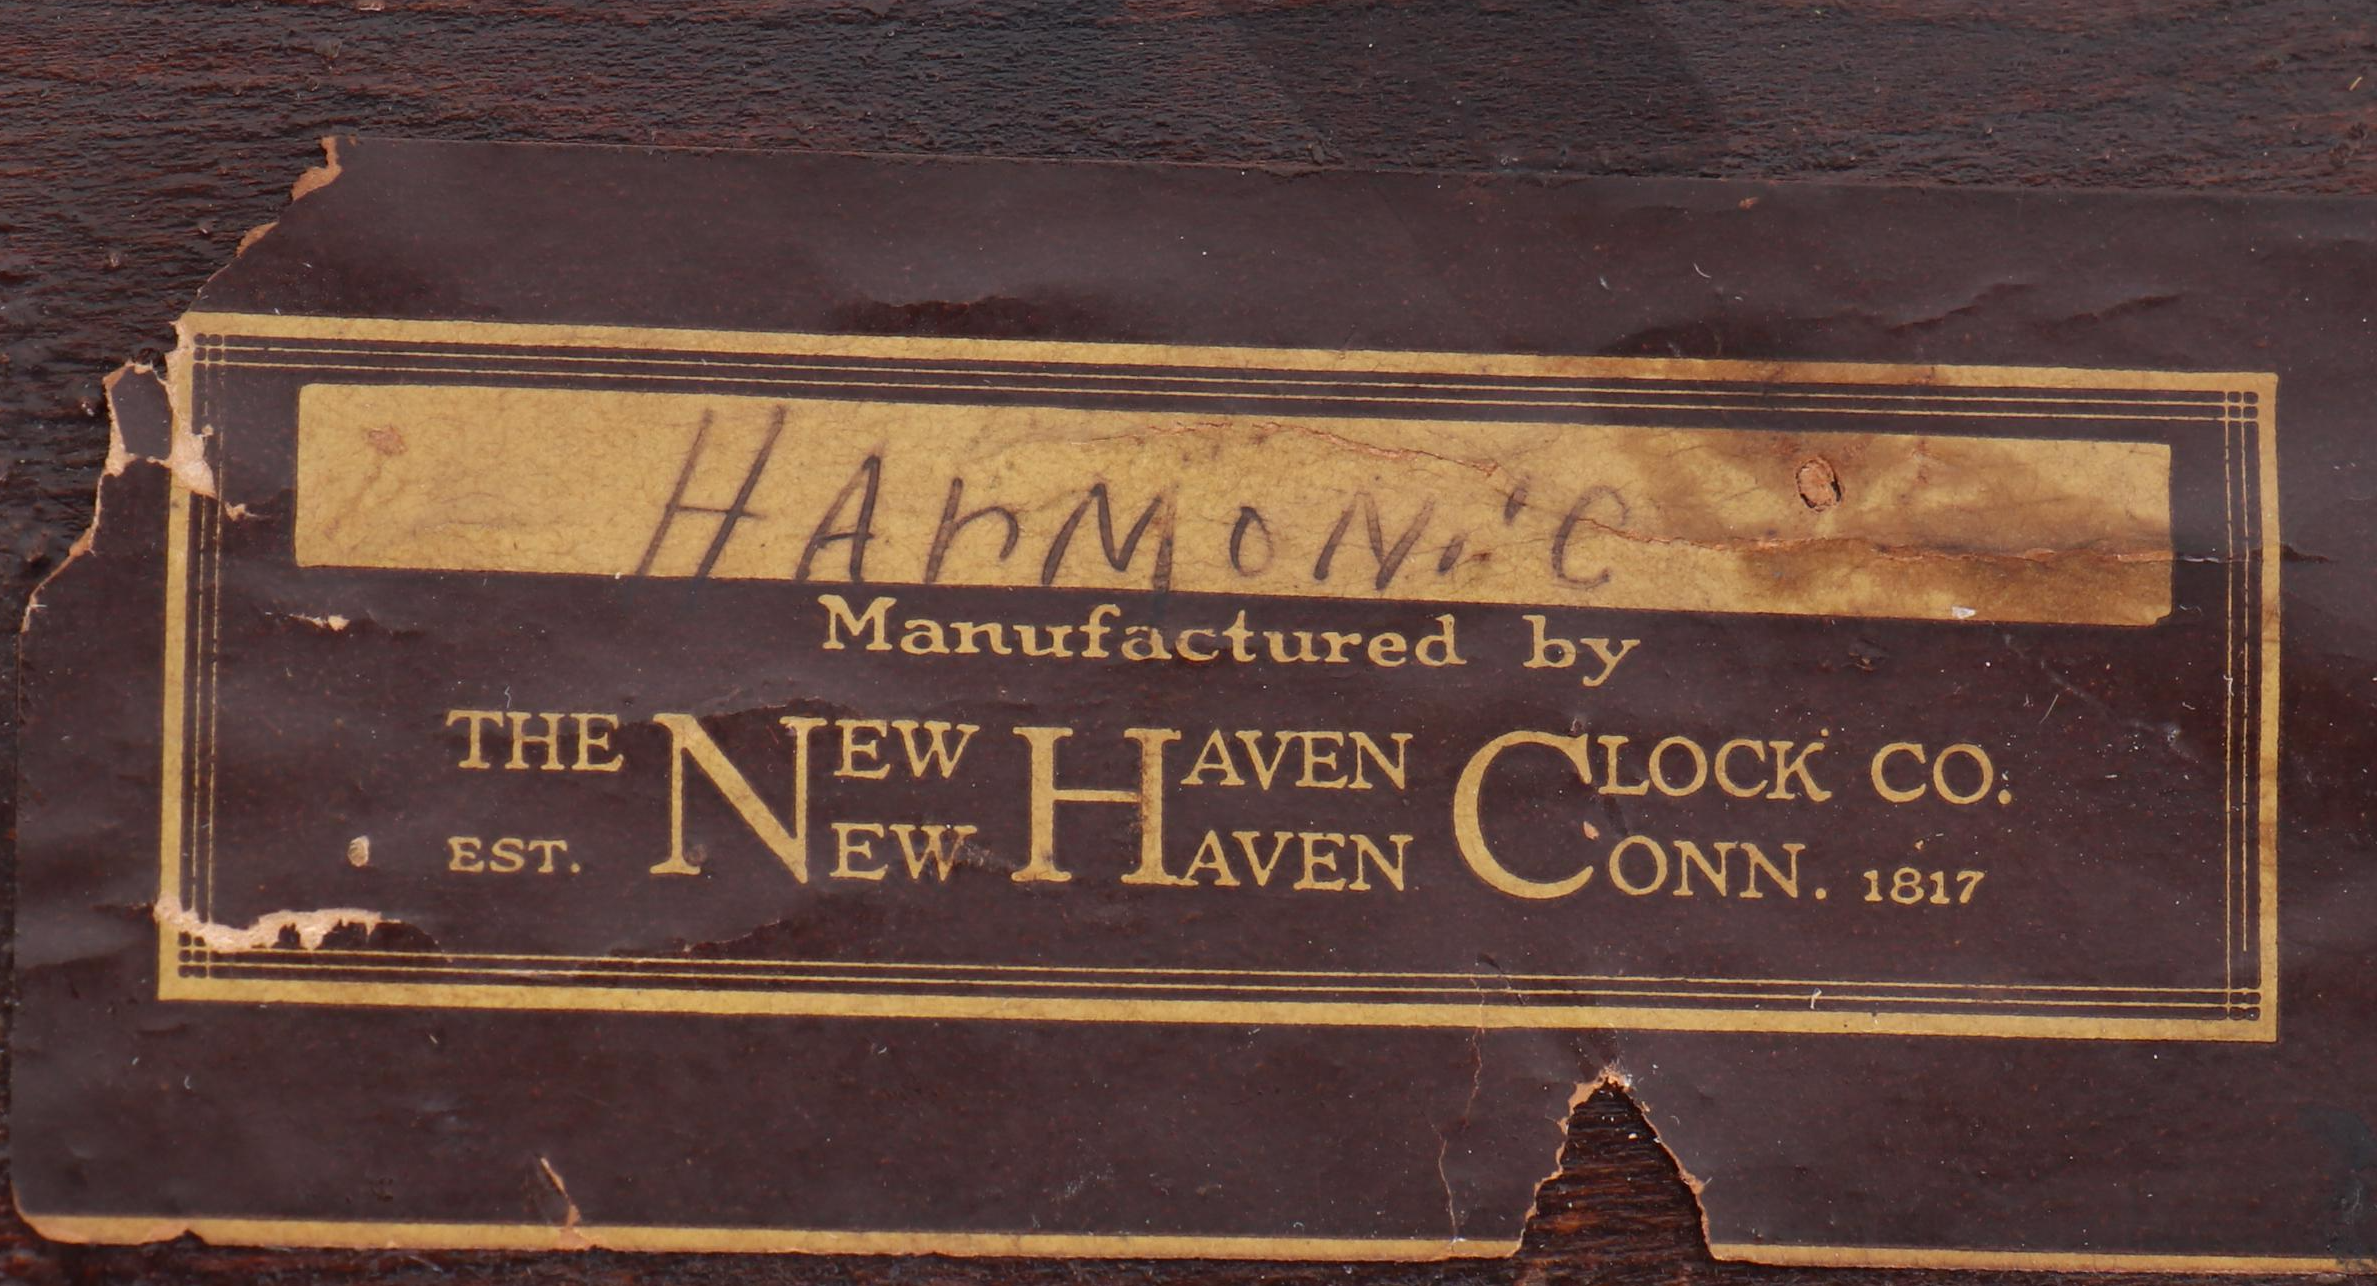 HArMONiC
Manufactured by
THE NEW HAVEN CLOCK CO.
EST. NEW HAVEN CONN. 1817